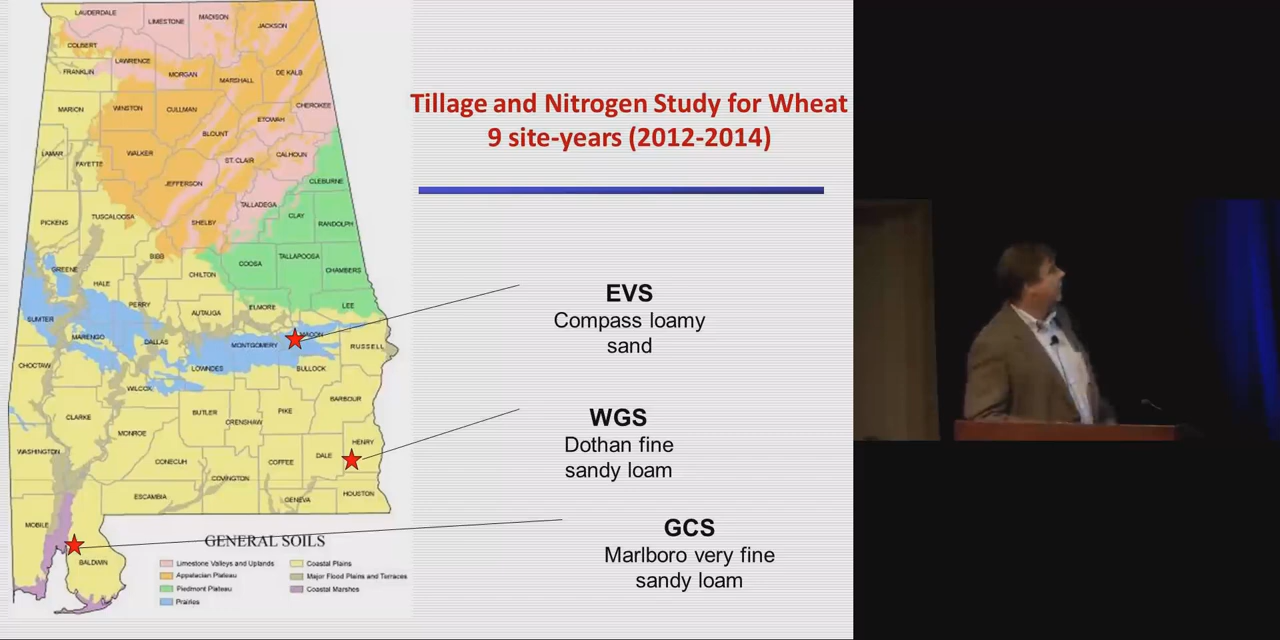 LAUDERDALE
LIMESTONE
MADISON
JACKSON
COLBERT
LAWRENCE
FRANKLIN
MORGAN
MARSHALL
DE KALB
MARION
WINSTON
CULLMAN
CHEROKEE
ETOWAH
BLOUNT
LAMAR
FAYETTE
WALKER
ST. CLAIR
CALHOUN
JEFFERSON
CLEBURNE
TALLADEGA
PICKENS
TUSCALOOSA
SHELBY
CLAY
RANDOLPH
BIBB
COOSA
TALLAPOOSA
CHAMBERS
GREENE
HALE
CHILTON
PERRY
AUTAUGA
ELMORE
LEE
SUMTER
MARENGO
DALLAS
MONTGOMERY
MACON
RUSSELL
CHOCTAW
LOWNDES
BULLOCK
WILCOX
BARBOUR
CLARKE
BUTLER
PIKE
CRENSHAW
MONROE
HENRY
WASHINGTON
CONECUH
COFFEE
DALE
COVINGTON
ESCAMBIA
GENEVA
HOUSTON
MOBILE
BALDWIN
GENERAL SOILS
Limestone Valleys and Uplands
Appalacian Plateau
Piedmont Plateau
Prairies
Coastal Plains
Major Flood Plains and Terraces
Coastal Marshes
Tillage and Nitrogen Study for Wheat
9 site-years (2012-2014)
EVS
Compass loamy
sand
WGS
Dothan fine
sandy loam
GCS
Marlboro very fine
sandy loam